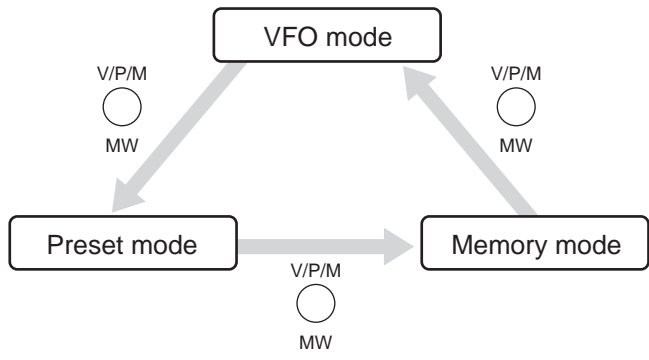 VFO mode
V/P/M
V/P/M
MW
MW
Preset mode
Memory mode
V/P/M
MW